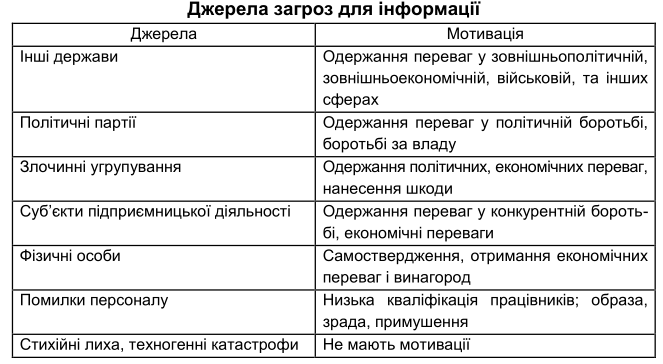 Джерела загроз для інформації
Джерела Мотивація
Інші держави Одержання переваг у зовнішньополітичній,
зовнішньоекономічній, військовій, та інших
сферах
Політичні партії Одержання переваг у політичній боротьбі,
боротьбі за владу
Злочинні угрупування Одержання політичних, економічних переваг,
нанесення шкоди
Суб’єкти підприємницької діяльності Одержання переваг у конкурентній бороть-
бі, економічні переваги
Фізичні особи Самоствердження, отримання економічних
переваг і винагород
Помилки персоналу Низька кваліфікація працівників; образа,
зрада, примушення
Стихійні лиха, техногенні катастрофи Не мають мотивації